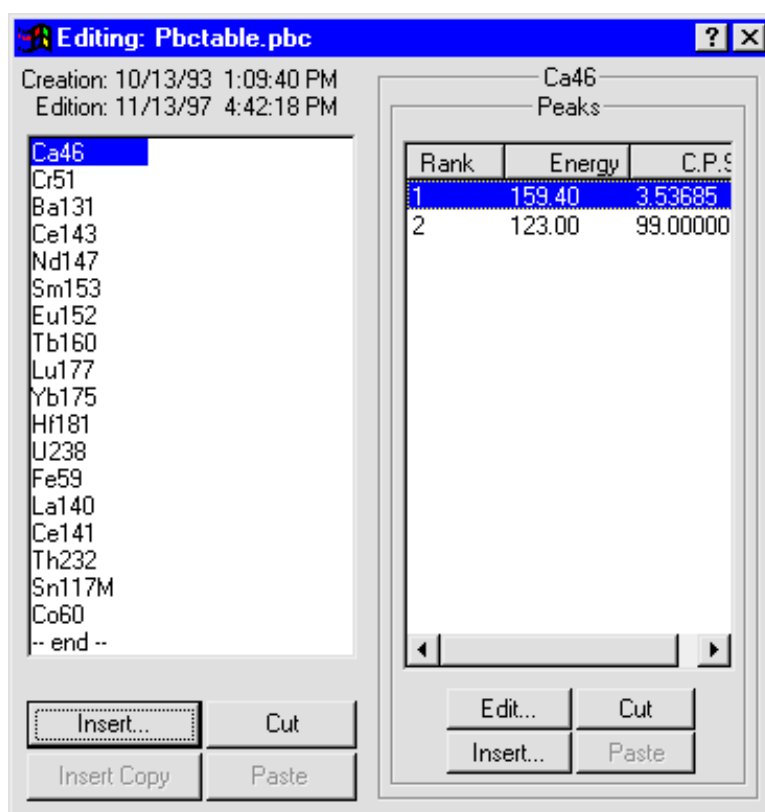 Editing: Pbctable.pbc
Creation: 10/13/93 1:09:40 PM
Edition: 11/13/97 4:42:18 PM
Ca46
Cr51
Ba131
Ce143
Nd147
Sm153
Eu152
Tb160
Lu177
Yb175
Hf181
U238
Fe59
La140
Ce141
Th232
Sn117M
Co60
-- end --
Insert... Cut
Insert Copy Paste
Ca46
Peaks
Rank Energy C.P.S
1 159.40 3.53685
2 123.00 99.00000
Edit... Cut
Insert... Paste